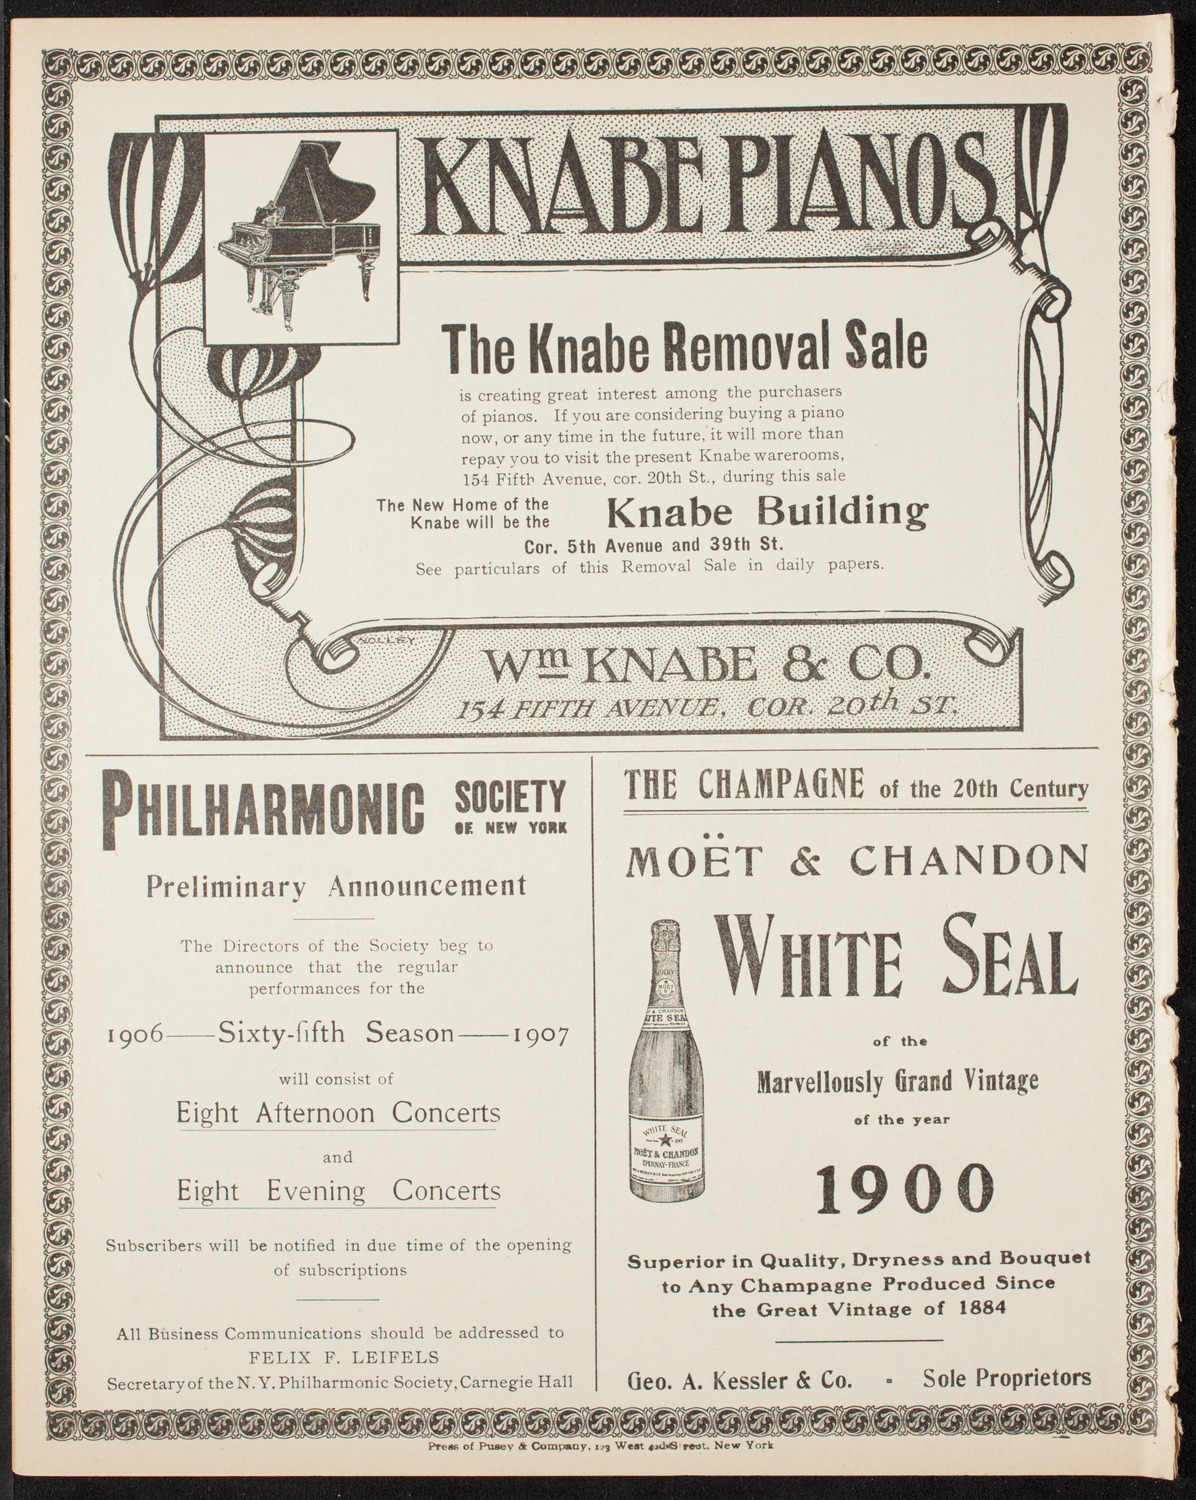 KNABE PIANOS
The Knabe Removal Sale
is creating great interest among the purchasers
of pianos. If you are considering buying a piano
now, or any time in the future, it will more than
repay you to visit the present Knabe warerooms,
154 Fifth Avenue, cor. 20th St., during this sale
The New Home of the
Knabe will be the
Knabe Building
Cor. 5th Avenue and 39th St.
See particulars of this Removal Sale in daily papers.
NOLLEY
Wm KNABE & CO.
154 FIFTH AVENUE, COR. 20th ST.
PHILHARMONIC SOCIETY
OF NEW YORK
Preliminary Announcement
The Directors of the Society beg to
announce that the regular
performances for the
1906—Sixty-fifth Season—1907
will consist of
Eight Afternoon Concerts
and
Eight Evening Concerts
Subscribers will be notified in due time of the opening
of subscriptions
All Business Communications should be addressed to
FELIX F. LEIFELS
Secretary of the N. Y. Philharmonic Society, Carnegie Hall
THE CHAMPAGNE of the 20th Century
MOËT & CHANDON
WHITE SEAL
of the
Marvellously Grand Vintage
of the year
1900
1900
WHITE SEAL
MOËT & CHANDON
EPERNAY-FRANCE
Superior in Quality, Dryness and Bouquet
to Any Champagne Produced Since
the Great Vintage of 1884
Geo. A. Kessler & Co. - Sole Proprietors
Press of Pusey & Company, 123 West 42d Street, New York